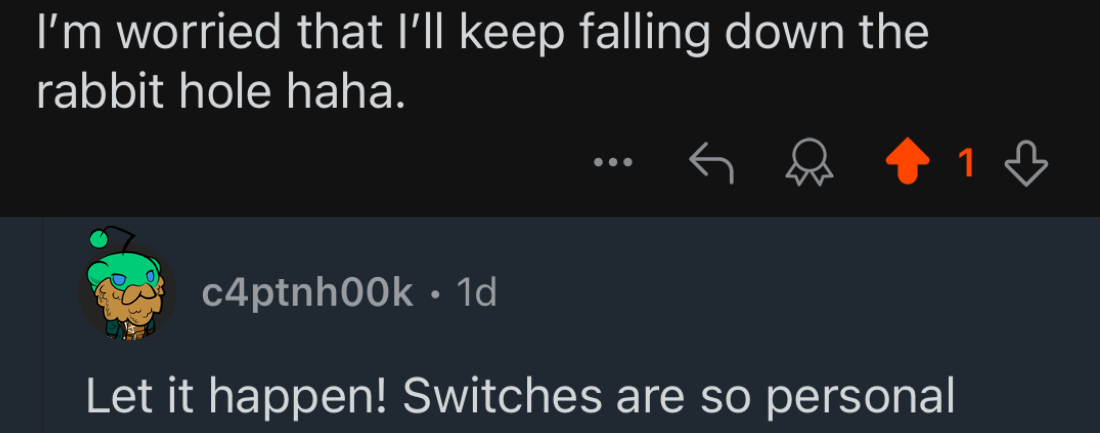 I'm worried that I'll keep falling down the
rabbit hole haha.
1
c4ptnh00k • 1d
Let it happen! Switches are so personal